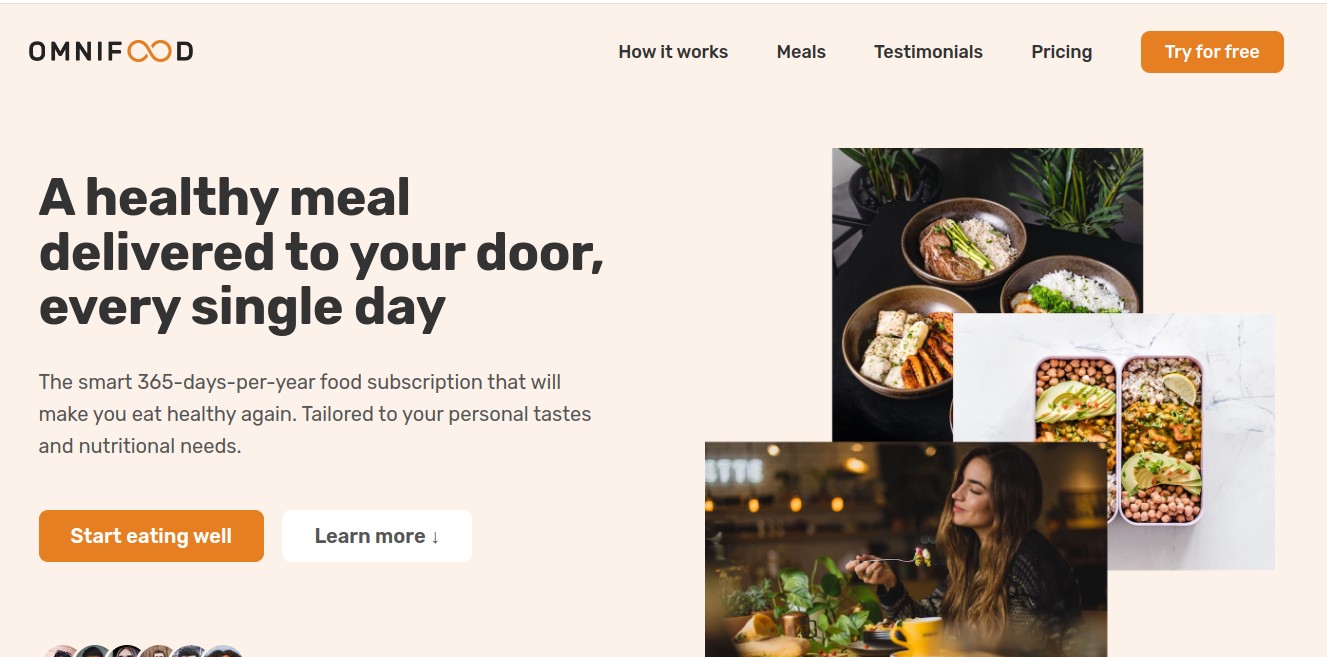 OMNIFOOD
How it works
Meals
Testimonials
Pricing
Try for free
A healthy meal
delivered to your door,
every single day
The smart 365-days-per-year food subscription that will
make you eat healthy again. Tailored to your personal tastes
and nutritional needs.
Start eating well
Learn more ↓